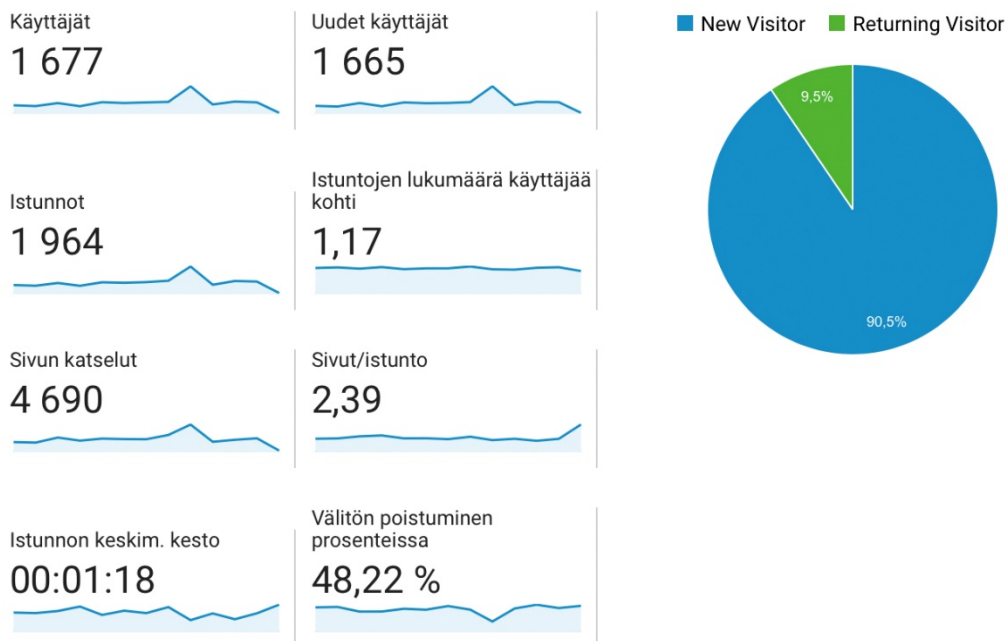 Käyttäjät
1 677
Uudet käyttäjät
1 665
Istunnot
1 964
Istuntojen lukumäärä käyttäjää
kohti
1,17
Sivun katselut
4 690
Sivut/istunto
2,39
Istunnon keskim. kesto
00:01:18
Välitön poistuminen
prosenteissa
48,22 %
New Visitor
Returning Visitor
9,5%
90,5%